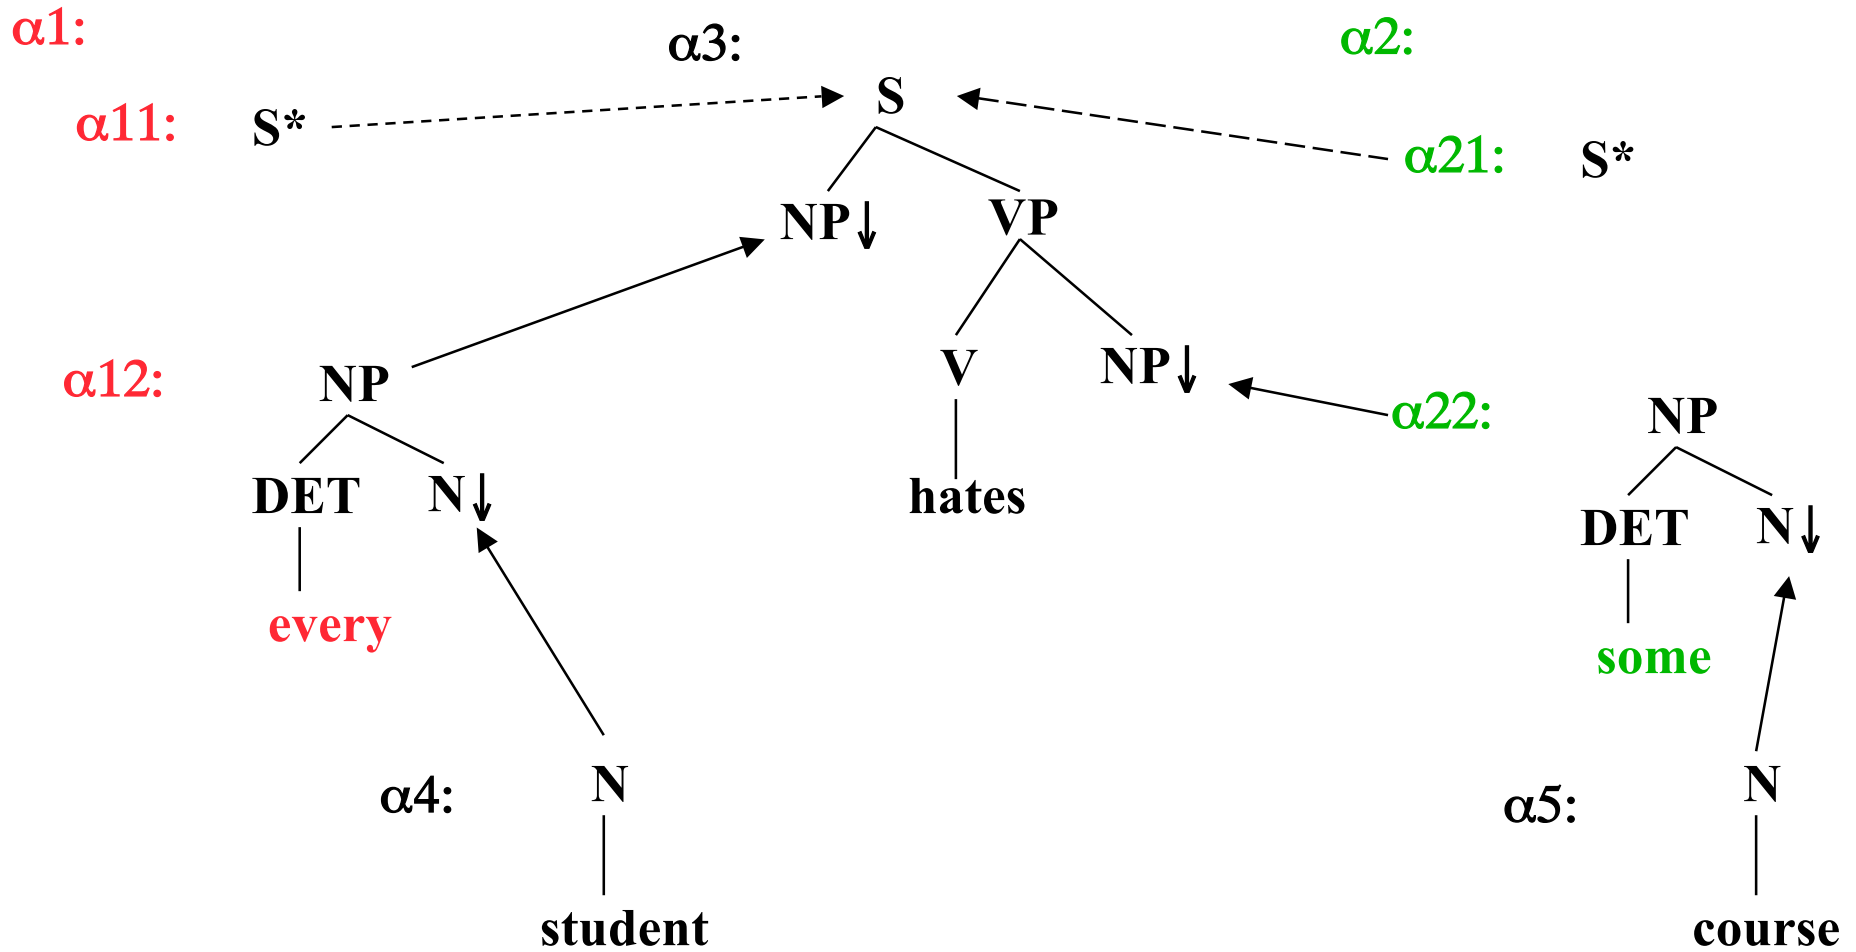 α1: α3: α2:
α11: S* S α21: S*
NP↓ VP
α12: NP V NP↓ α22: NP
DET N↓ hates DET N↓
every some
α4: N α5: N
student course